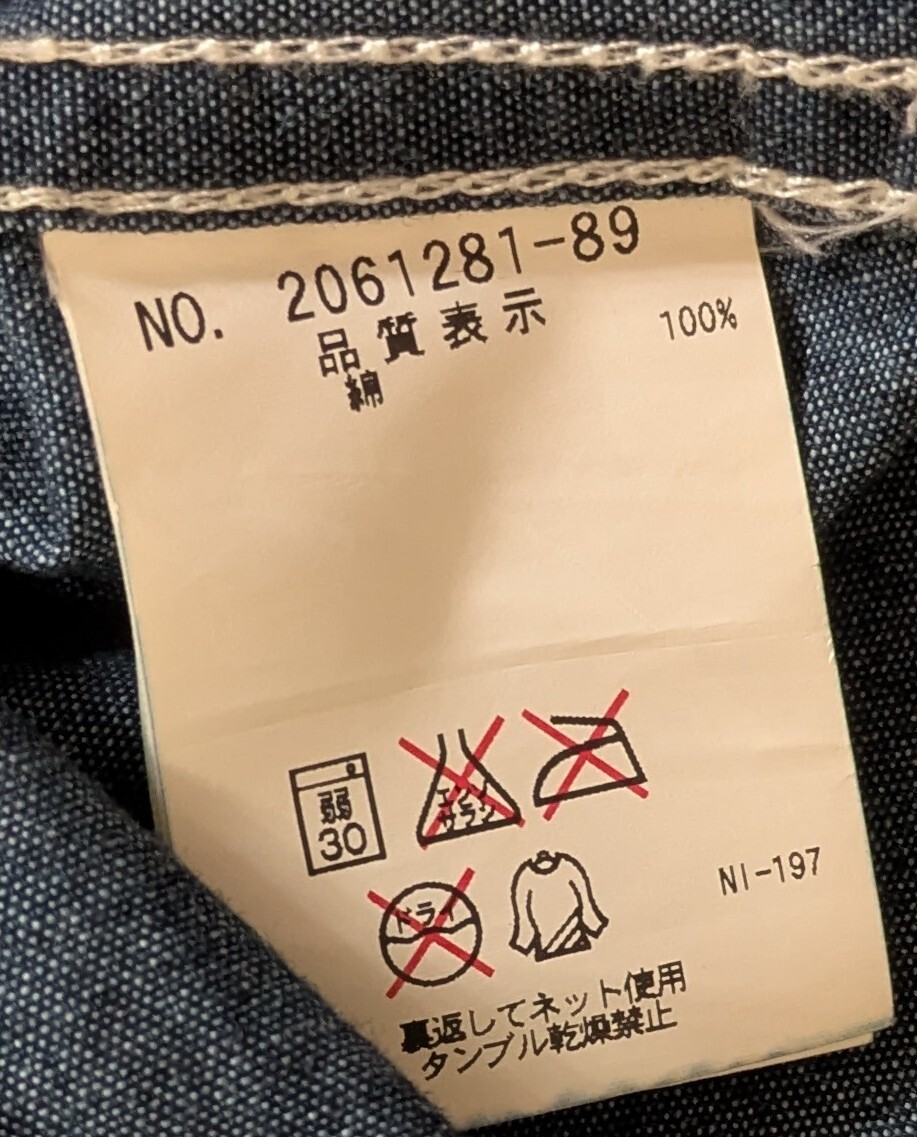 NO. 2061281-89
品質表示
綿 100%
弱
30
エンソ
サラシ
ドライ
NI-197
裏返してネット使用
タンブル乾燥禁止